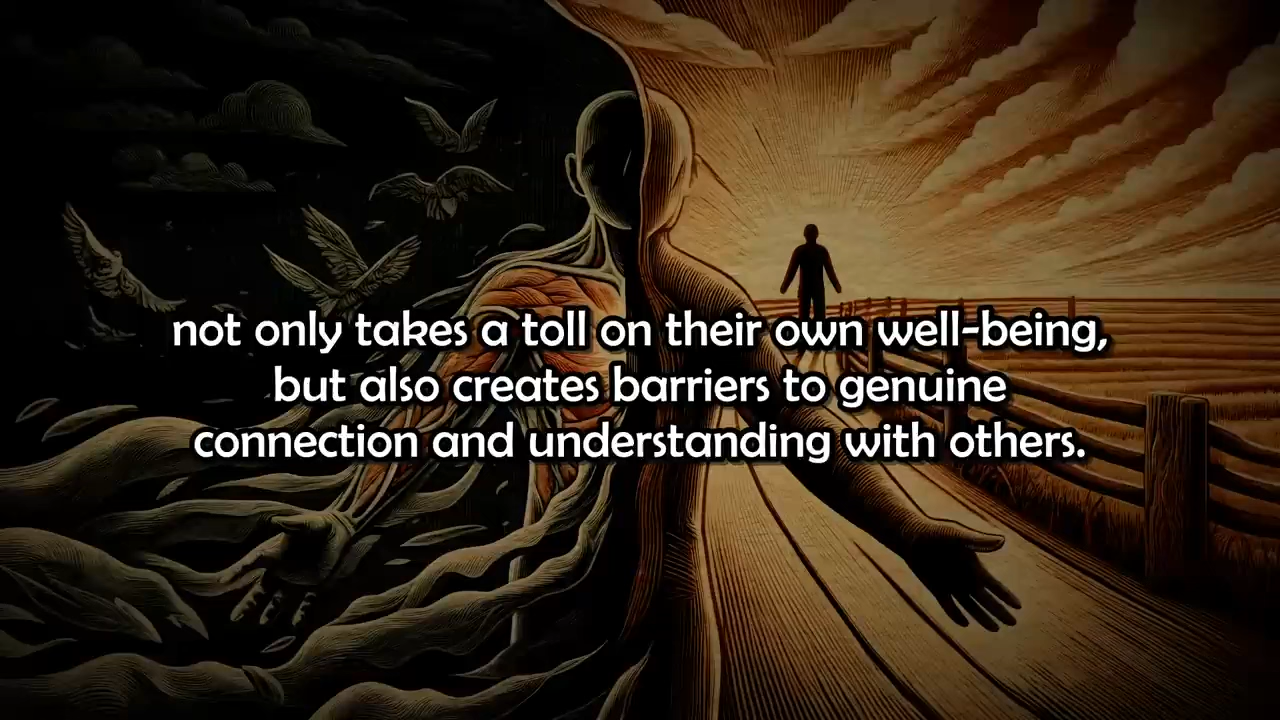 not only takes a toll on their own well-being,
but also creates barriers to genuine
connection and understanding with others.